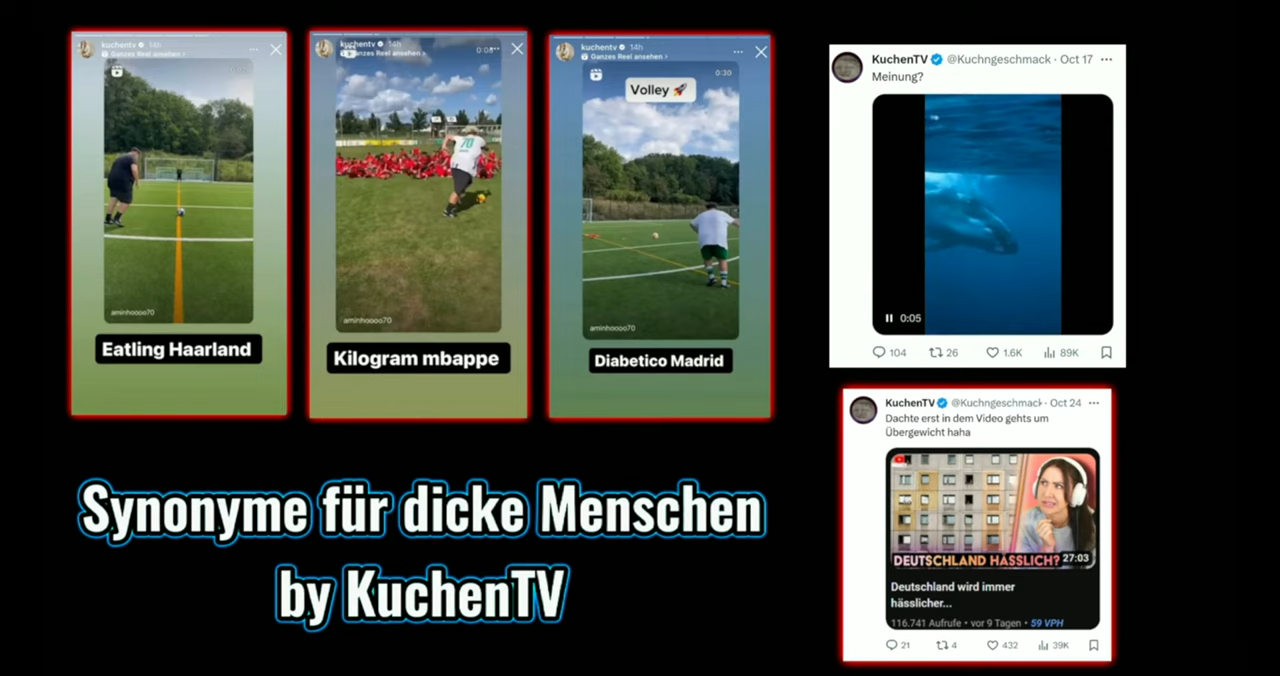 kuchentv 14h
Ganzes Reel ansehen >
aminhoooo70
Eatling Haarland
kuchentv 14h
Ganzes Reel ansehen >
70
aminhoooo70
Kilogram mbappe
kuchentv 14h
Ganzes Reel ansehen >
0:30
Volley 🚀
aminhoooo70
Diabetico Madrid
Synonyme für dicke Menschen
by KuchenTV
KuchenTV @Kuchngeschmack · Oct 17
Meinung?
0:05
104 26 1.6K 89K
KuchenTV @Kuchngeschmack · Oct 24
Dachte erst in dem Video gehts um
Übergewicht haha
DEUTSCHLAND HÄSSLICH? 27:03
Deutschland wird immer
hässlicher...
116.741 Aufrufe • vor 9 Tagen • 59 VPH
21 4 432 39K